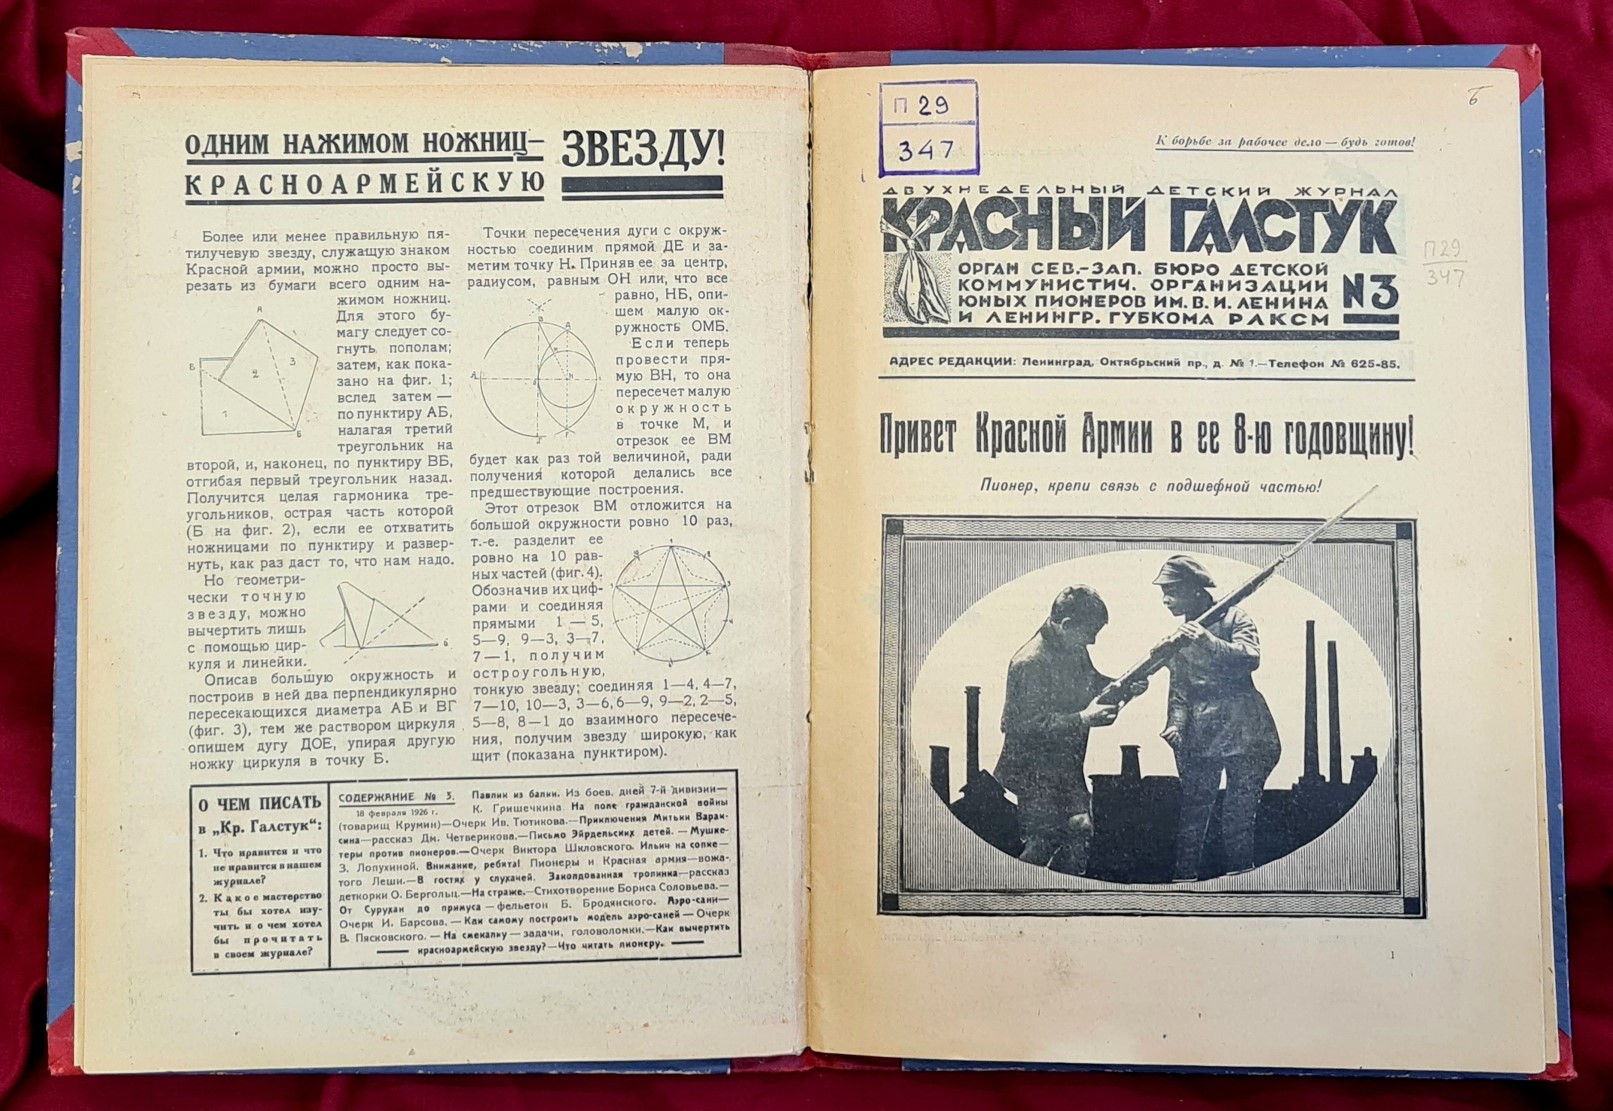 ОДНИМ НАЖИМОМ НОЖНИЦ—
КРАСНОАРМЕЙСКУЮ
ЗВЕЗДУ!
Более или менее правильную пя-
тилучевую звезду, служащую знаком
Красной армии, можно просто вы-
резать из бумаги всего одним на-
жимом ножниц.
Для этого бу-
магу следует со-
гнуть пополам;
затем, как пока-
зано на фиг. 1;
вслед затем —
по пунктиру АБ,
налагая третий
треугольник на
второй, и, наконец, по пунктиру ВБ,
отгибая первый треугольник назад.
Получится целая гармоника тре-
угольников, острая часть которой
(Б на фиг. 2), если ее отхватить
ножницами по пунктиру и развер-
нуть, как раз даст то, что нам надо.
Но геометри-
чески точную
звезду, можно
вычертить лишь
с помощью цир-
куля и линейки.
Описав большую окружность и
построив в ней два перпендикулярно
пересекающихся диаметра АБ и ВГ
(фиг. 3), тем же раствором циркуля
опишем дугу ДОЕ, упирая другую
ножку циркуля в точку Б.
Точки пересечения дуги с окруж-
ностью соединим прямой ДЕ и за-
метим точку Н. Приняв ее за центр,
радиусом, равным ОН или, что все
равно, НБ, опи-
шем малую ок-
ружность ОМБ.
Если теперь
провести пря-
мую ВН, то она
пересечет малую
окружность
в точке М, и
отрезок ее ВМ
будет как раз той величиной, ради
получения которой делались все
предшествующие построения.
Этот отрезок ВМ отложится на
большой окружности ровно 10 раз,
т.-е. разделит ее
ровно на 10 рав-
ных частей (фиг. 4).
Обозначив их циф-
рами и соединяя
прямыми 1—5,
5—9, 9—3, 3—7,
7—1, получим
остроугольную,
тонкую звезду; соединяя 1—4, 4—7,
7—10, 10—3, 3—6, 6—9, 9—2, 2—5,
5—8, 8—1 до взаимного пересече-
ния, получим звезду широкую, как
щит (показана пунктиром).
О ЧЕМ ПИСАТЬ
в „Кр. Галстук“:
1. Что нравится и что
не нравится в нашем
журнале?
2. Какое мастерство
ты бы хотел изу-
чить и о чем хотел
бы прочитать
в своем журнале?
СОДЕРЖАНИЕ № 3.
18 февраля 1926 г.
Павлин из балки. Из боев. дней 7-й дивизии—
К. Гришечкина. На поле гражданской войны
(товарищ Крумин)—Очерк Ив. Тютикова.—Приключения МитькиВарак-
сина—рассказ Дм. Четверикова.—Письмо Эйрдельских детей. — Мушке-
теры против пионеров.—Очерк Виктора Шкловского. Ильич на сопке—
З. Лопухиной. Внимание, ребята! Пионеры и Красная армия—вожа-
того Леши.—В гостях у слухачей. Заколдованная тропинка—рассказ
деткорки О. Бергольц.—На страже.—Стихотворение Бориса Соловьева.—
От Сурухан до примуса — фельетон Б. Бродянского. Аэро-сани—
Очерк И. Барсова. — Как самому построить модель аэро-саней — Очерк
В. Пясковского. — На смекалку — задачи, головоломки.—Как вычертить
красноармейскую звезду?—Что читать пионеру.
П 29
347
Б
К борьбе за рабочее дело — будь готов!
ДВУХНЕДЕЛЬНЫЙ ДЕТСКИЙ ЖУРНАЛ
КРАСНЫЙ ГАЛСТУК
ОРГАН СЕВ.-ЗАП. БЮРО ДЕТСКОЙ
КОММУНИСТИЧ. ОРГАНИЗАЦИИ
ЮНЫХ ПИОНЕРОВ ИМ. В. И. ЛЕНИНА
И ЛЕНИНГР. ГУБКОМА РЛКСМ
№3
П29
347
АДРЕС РЕДАКЦИИ: Ленинград, Октябрьский пр., д. № 1.—Телефон № 625-85.
Привет Красной Армии в ее 8-ю годовщину!
Пионер, крепи связь с подшефной частью!
1